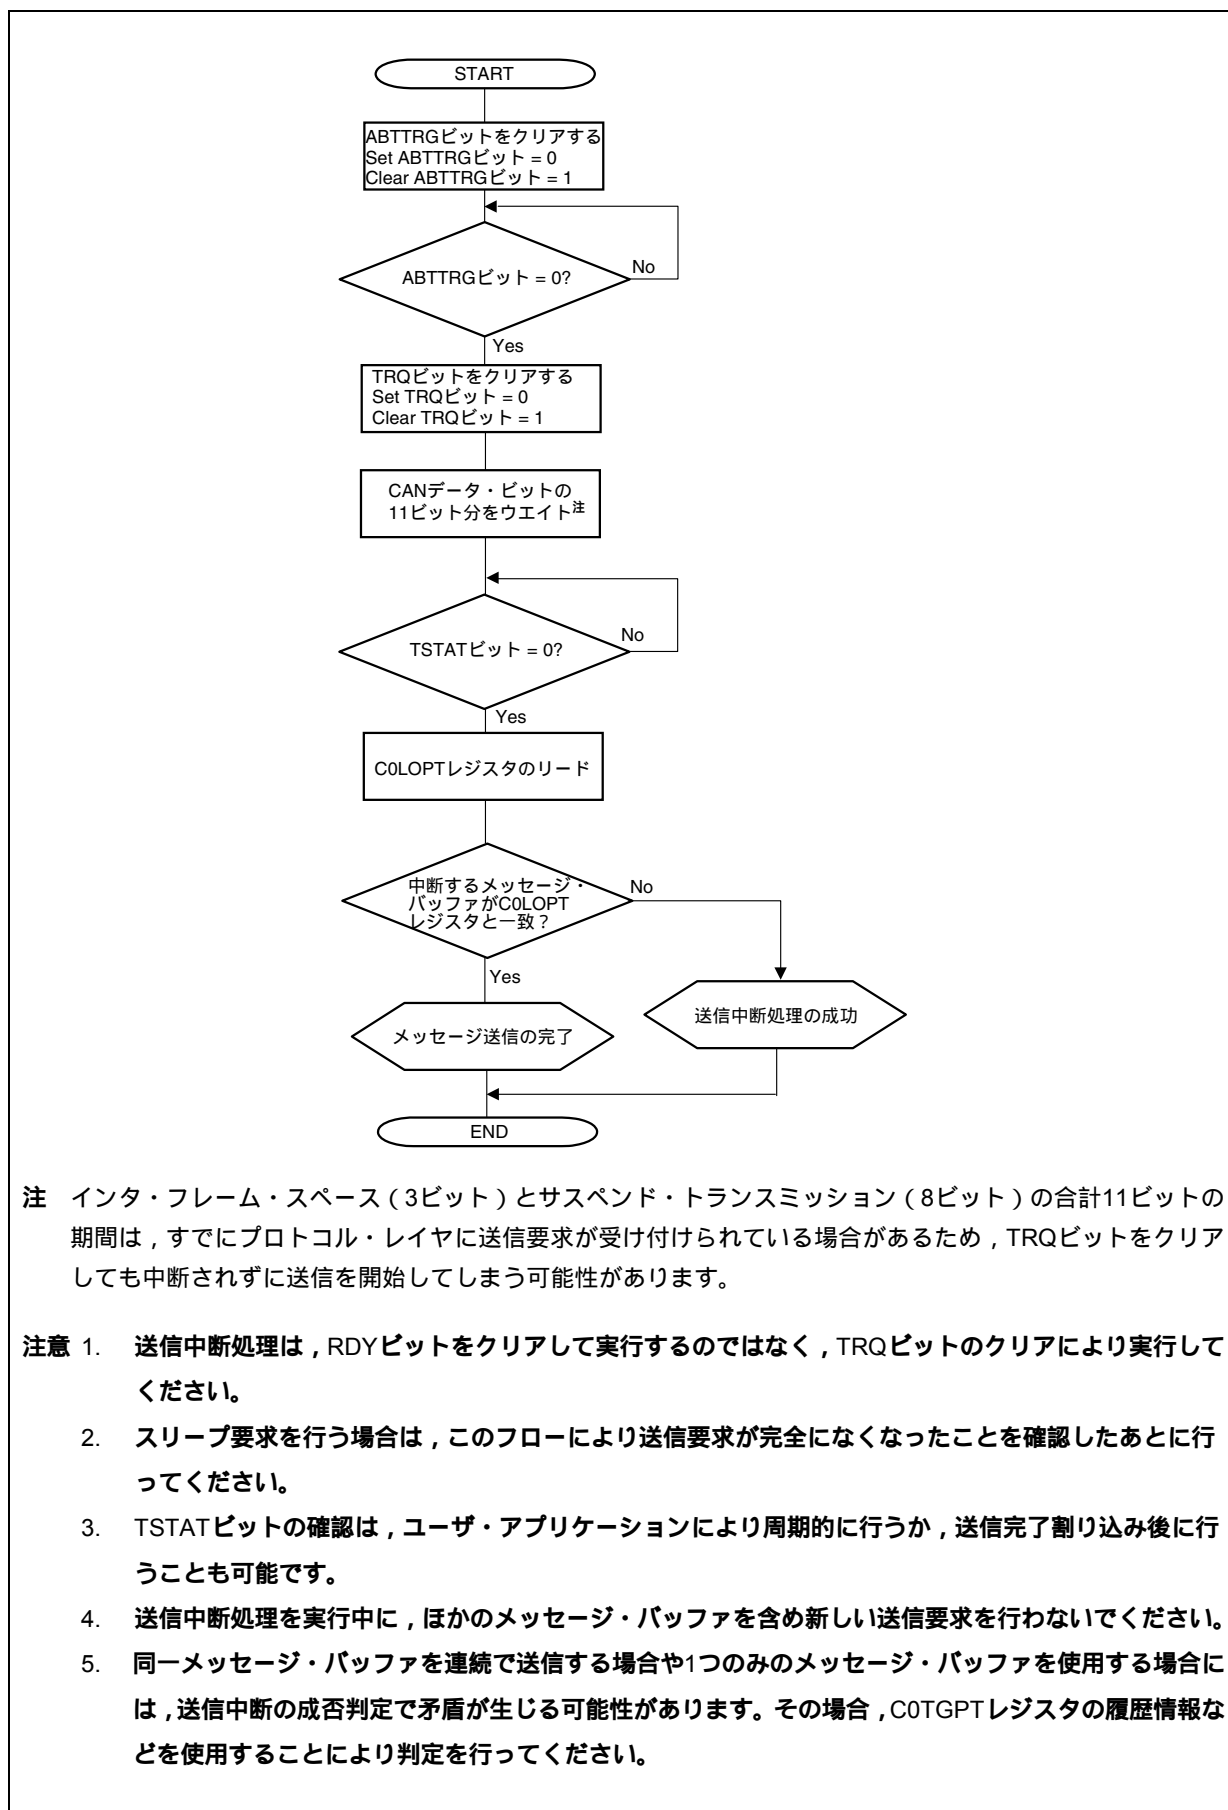 START
ABTTRGビットをクリアする
Set ABTTRGビット = 0
Clear ABTTRGビット = 1
ABTTRGビット = 0?
No
Yes
TRQビットをクリアする
Set TRQビット = 0
Clear TRQビット = 1
CANデータ・ビットの
11ビット分をウエイト注
TSTATビット = 0?
No
Yes
C0LOPTレジスタのリード
中断するメッセージ・
バッファがC0LOPT
レジスタと一致？
No
Yes
送信中断処理の成功
メッセージ送信の完了
END
注 インタ・フレーム・スペース（3ビット）とサスペンド・トランスミッション（8ビット）の合計11ビットの
期間は，すでにプロトコル・レイヤに送信要求が受け付けられている場合があるため，TRQビットをクリア
しても中断されずに送信を開始してしまう可能性があります。
注意 1. 送信中断処理は，RDYビットをクリアして実行するのではなく，TRQビットのクリアにより実行して
ください。
2. スリープ要求を行う場合は，このフローにより送信要求が完全になくなったことを確認したあとに行
ってください。
3. TSTATビットの確認は，ユーザ・アプリケーションにより周期的に行うか，送信完了割り込み後に行
うことも可能です。
4. 送信中断処理を実行中に，ほかのメッセージ・バッファを含め新しい送信要求を行わないでください。
5. 同一メッセージ・バッファを連続で送信する場合や1つのみのメッセージ・バッファを使用する場合に
は，送信中断の成否判定で矛盾が生じる可能性があります。その場合，C0TGPTレジスタの履歴情報な
どを使用することにより判定を行ってください。